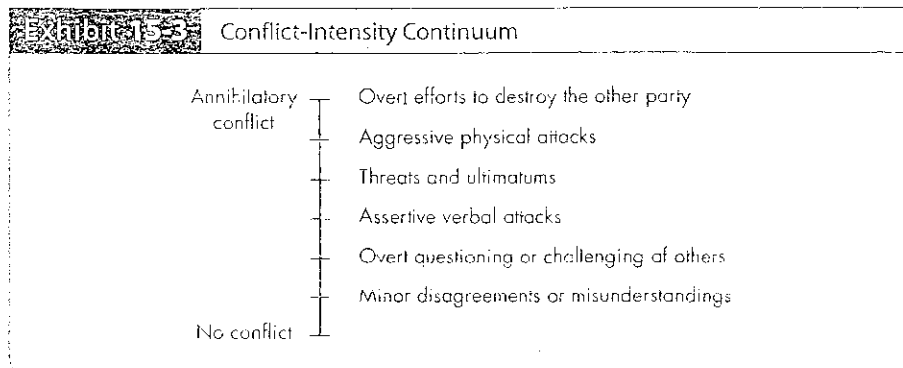 Exhibit 15-3 Conflict-Intensity Continuum
Annihilatory conflict
Overt efforts to destroy the other party
Aggressive physical attacks
Threats and ultimatums
Assertive verbal attacks
Overt questioning or challenging of others
Minor disagreements or misunderstandings
No conflict